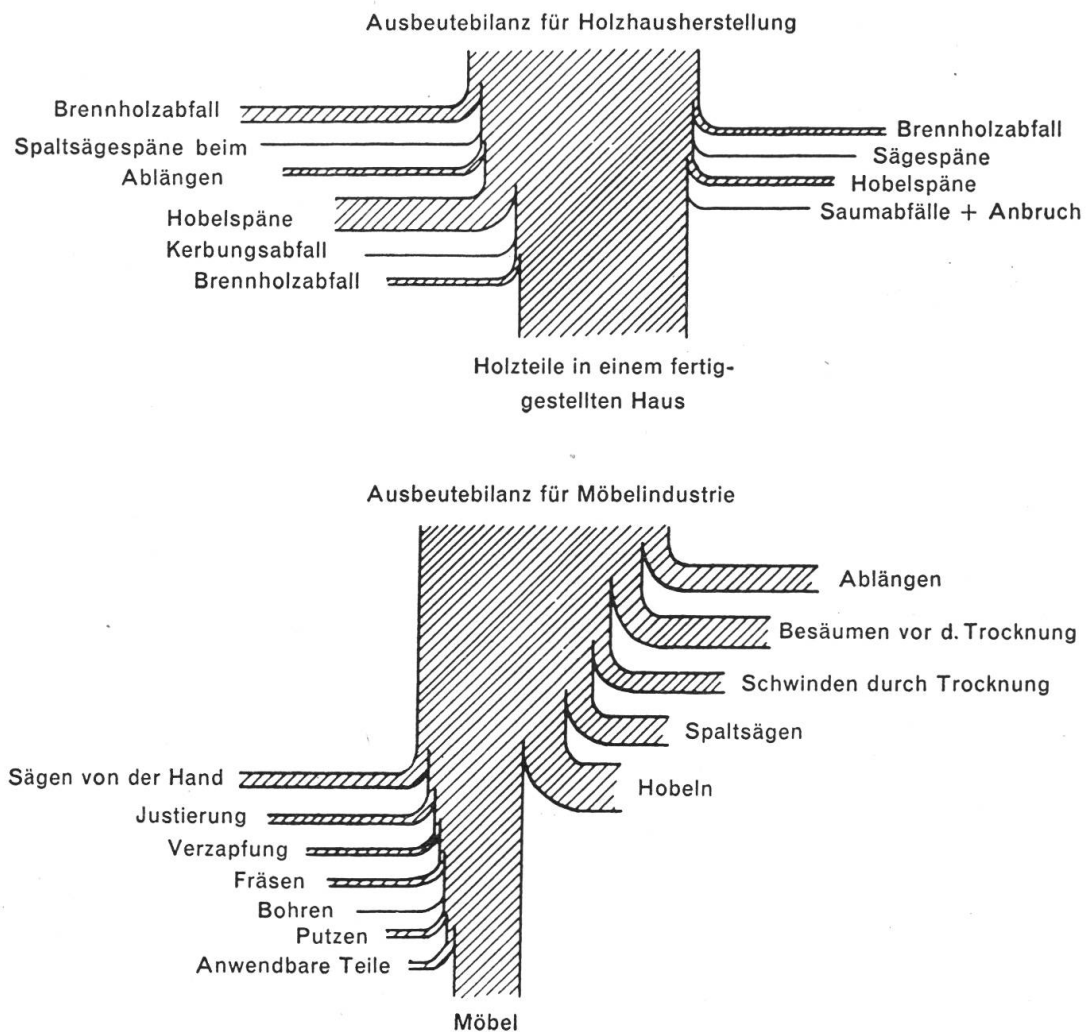 Ausbeutebilanz für Holzhausherstellung
Brennholzabfall
Spaltsägespäne beim
Ablängen
Hobelspäne
Kerbungsabfall
Brennholzabfall
Brennholzabfall
Sägespäne
Hobelspäne
Saumabfälle + Anbruch
Holzteile in einem fertig-
gestellten Haus
Ausbeutebilanz für Möbelindustrie
Ablängen
Besäumen vor d. Trocknung
Schwinden durch Trocknung
Spaltsägen
Hobeln
Sägen von der Hand
Justierung
Verzapfung
Fräsen
Bohren
Putzen
Anwendbare Teile
Möbel